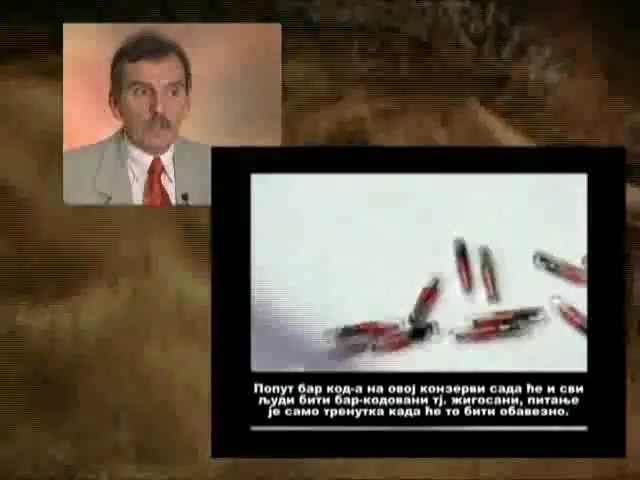 Попут бар код-а на овој конзерви сада ће и сви
људи бити бар-кодовани тј. жигосани, питање
је само тренутка када ће то бити обавезно.